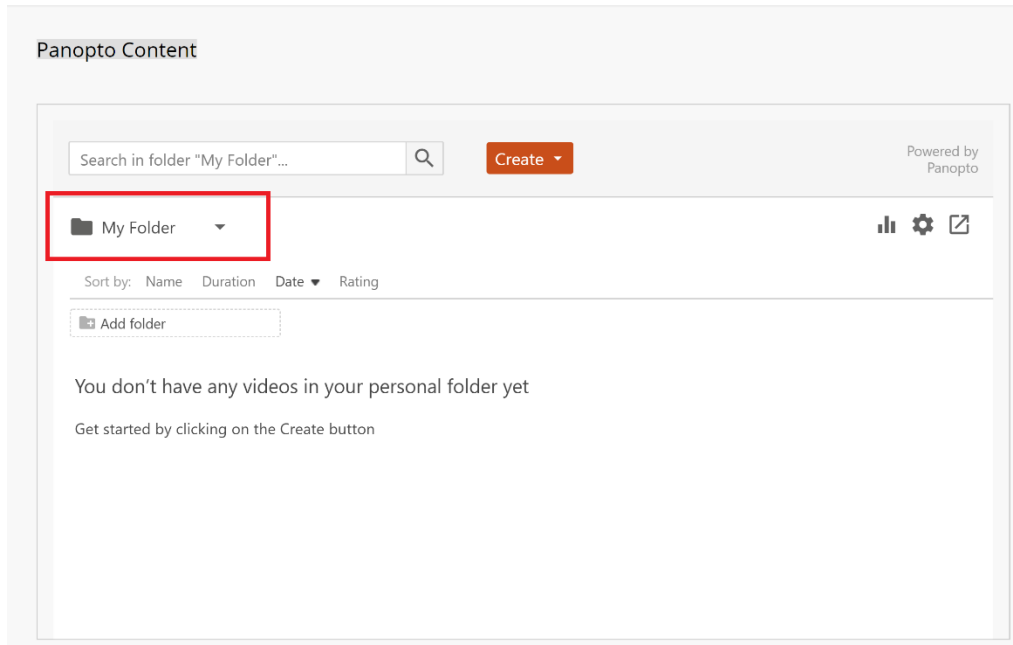 Panopto Content
Search in folder "My Folder"...
Create
Powered by
Panopto
My Folder
Sort by: Name Duration Date Rating
Add folder
You don't have any videos in your personal folder yet
Get started by clicking on the Create button